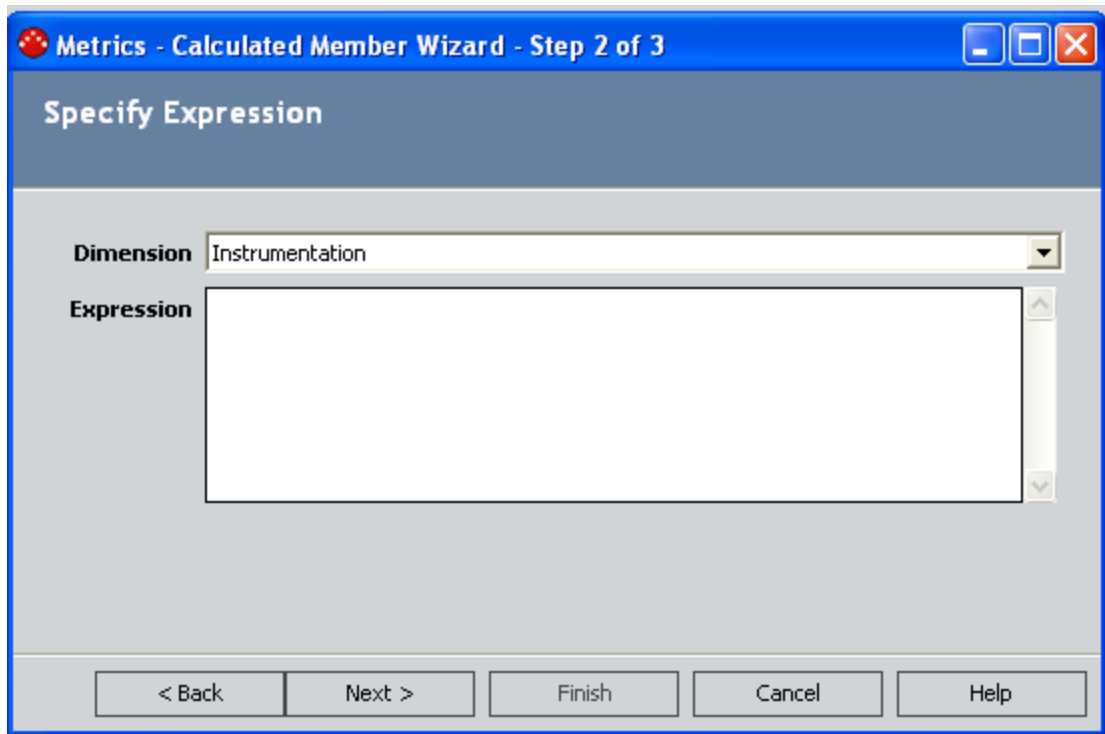 Metrics - Calculated Member Wizard - Step 2 of 3
Specify Expression
Dimension Instrumentation
Expression
< Back Next > Finish Cancel Help